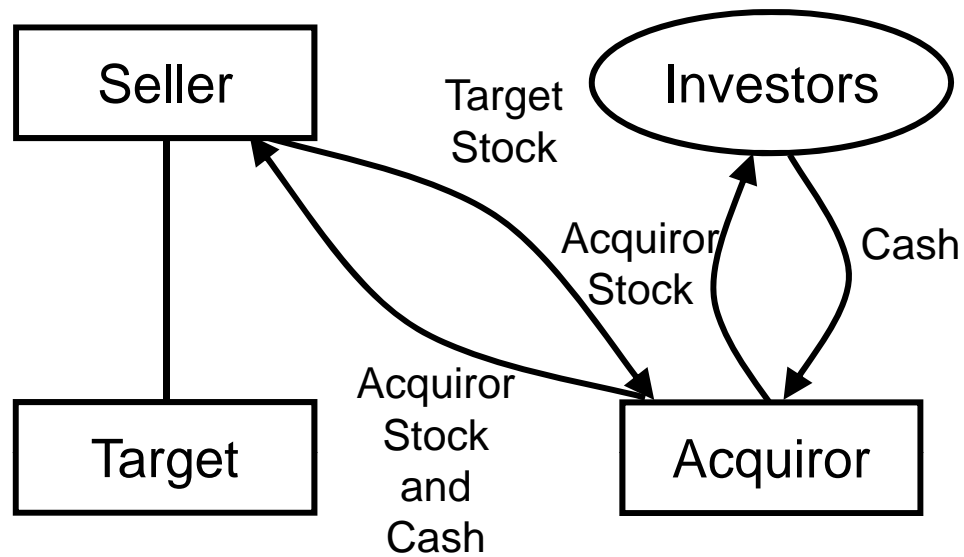 Seller
Investors
Target
Stock
Acquiror
Stock
Cash
Acquiror
Stock
and
Cash
Target
Acquiror